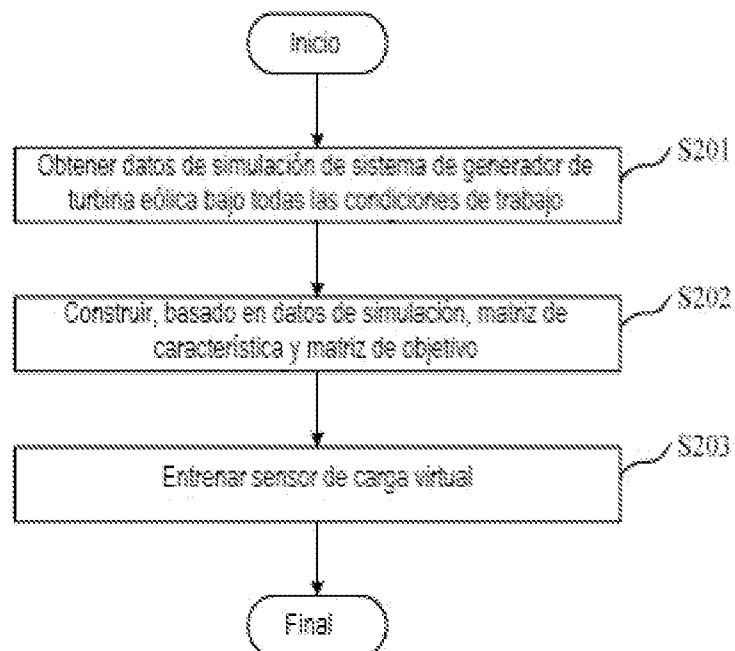 Inicio
Obtener datos de simulación de sistema de generador de
turbina eólica bajo todas las condiciones de trabajo
S201
Construir, basado en datos de simulación, matriz de
característica y matriz de objetivo
S202
Entrenar sensor de carga virtual
S203
Final